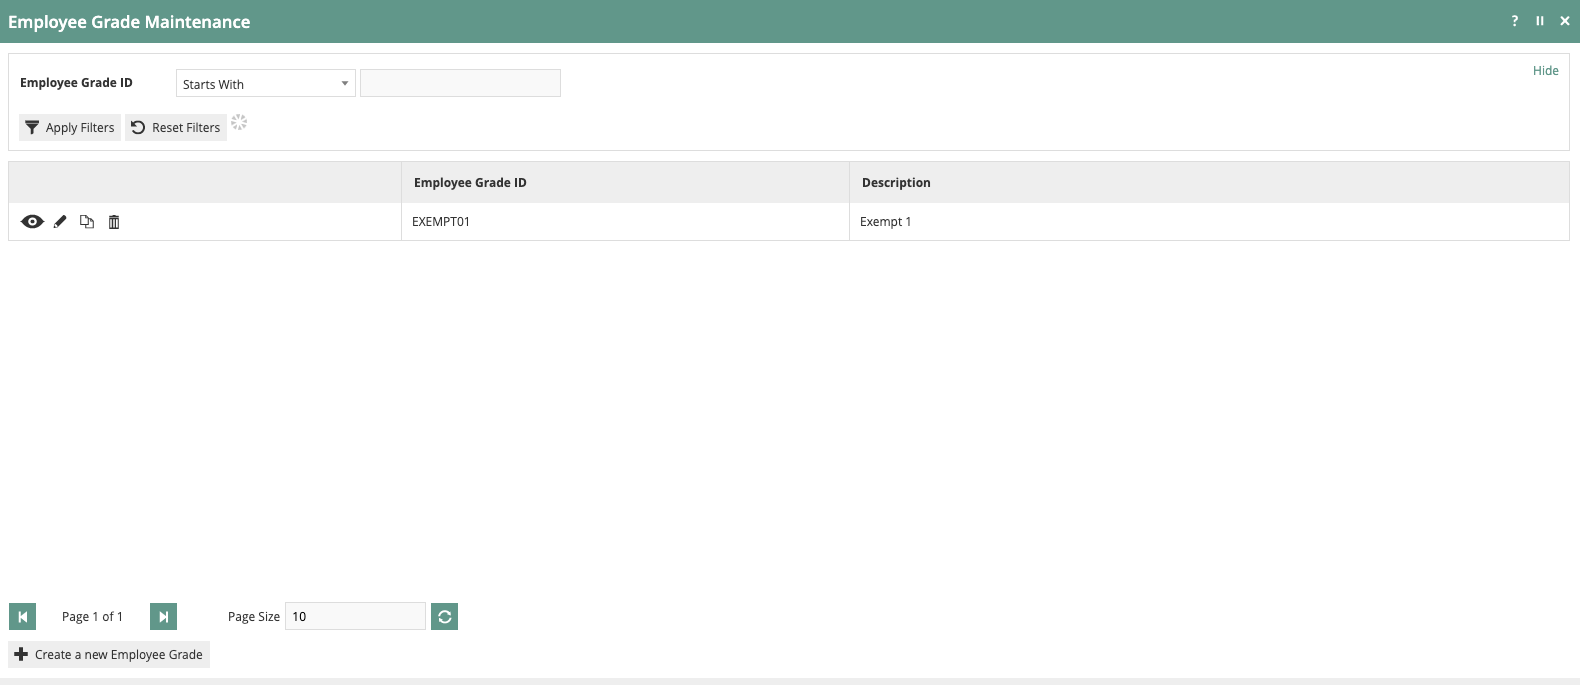 Employee Grade Maintenance ?
Hide
Employee Grade ID Starts With
Apply Filters Reset Filters
Employee Grade ID Description
EXEMPT01 Exempt 1
Page 1 of 1 Page Size 10
Create a new Employee Grade